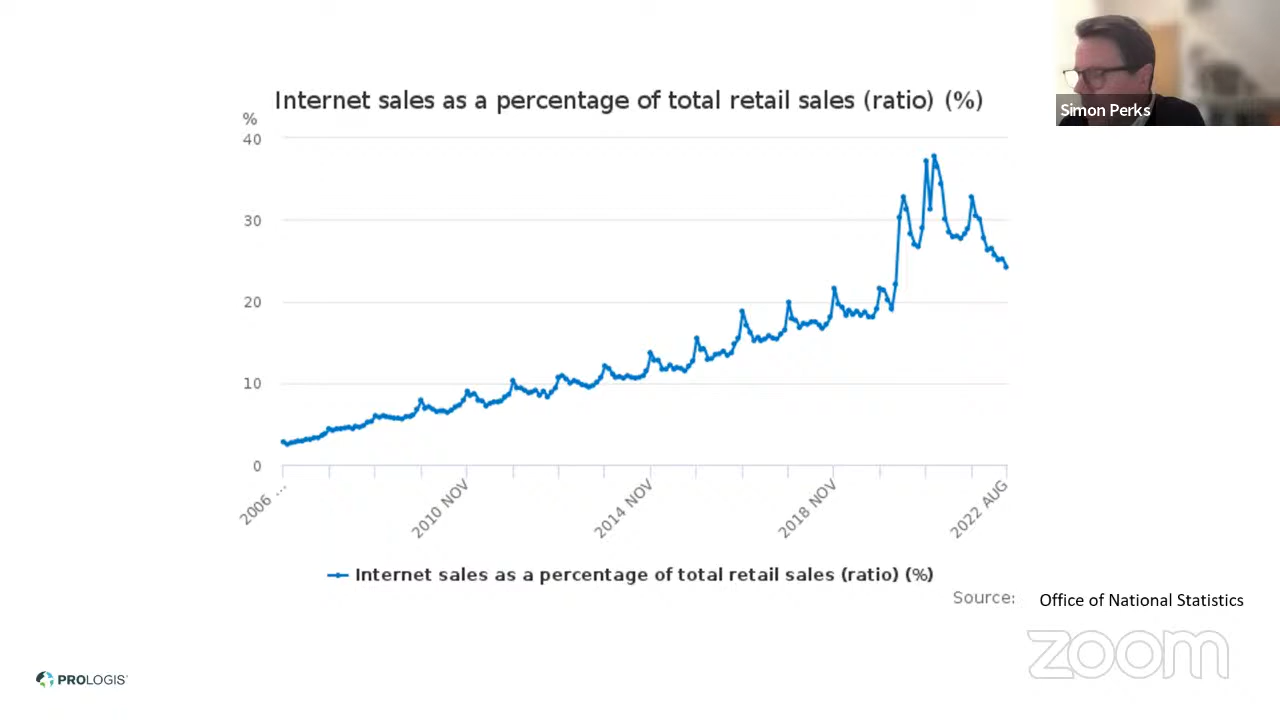 Simon Perks
Internet sales as a percentage of total retail sales (ratio) (%)
%
40
30
20
10
0
2006 ...
2010 NOV
2014 NOV
2018 NOV
2022 AUG
Internet sales as a percentage of total retail sales (ratio) (%)
Source: Office of National Statistics
zoom
PROLOGIS